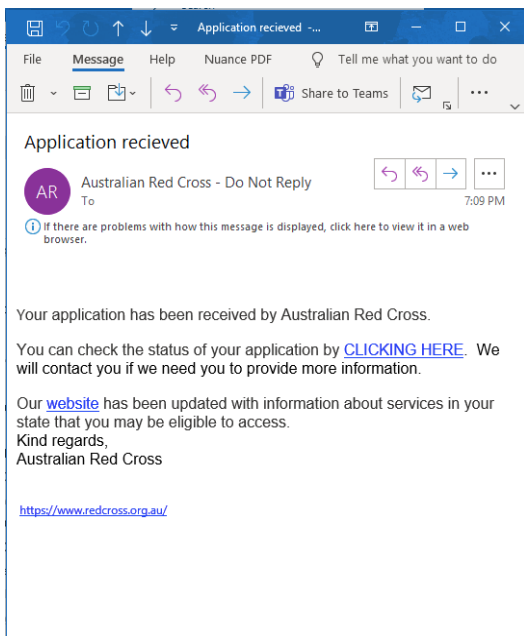 Application recieved -...
File Message Help Nuance PDF Tell me what you want to do
Share to Teams
Application recieved
AR
Australian Red Cross - Do Not Reply
To
7:09 PM
If there are problems with how this message is displayed, click here to view it in a web
browser.
Your application has been received by Australian Red Cross.
You can check the status of your application by CLICKING HERE. We
will contact you if we need you to provide more information.
Our website has been updated with information about services in your
state that you may be eligible to access.
Kind regards,
Australian Red Cross
https://www.redcross.org.au/